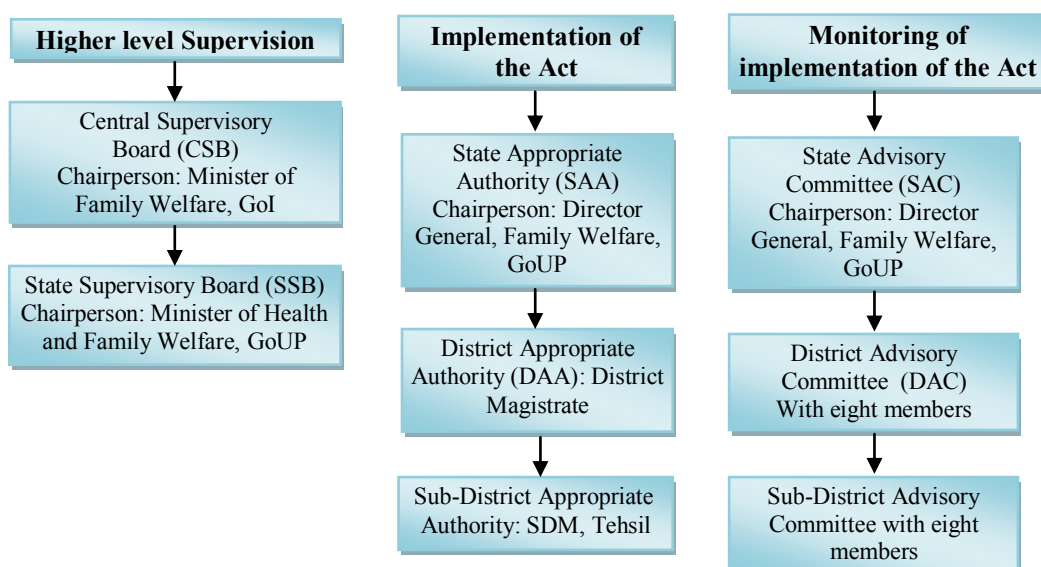 Higher level Supervision
Central Supervisory
Board (CSB)
Chairperson: Minister of
Family Welfare, GoI
State Supervisory Board (SSB)
Chairperson: Minister of Health
and Family Welfare, GoUP
Implementation of
the Act
State Appropriate
Authority (SAA)
Chairperson: Director
General, Family Welfare,
GoUP
District Appropriate
Authority (DAA): District
Magistrate
Sub-District Appropriate
Authority: SDM, Tehsil
Monitoring of
implementation of the Act
State Advisory
Committee (SAC)
Chairperson: Director
General, Family Welfare,
GoUP
District Advisory
Committee (DAC)
With eight members
Sub-District Advisory
Committee with eight
members